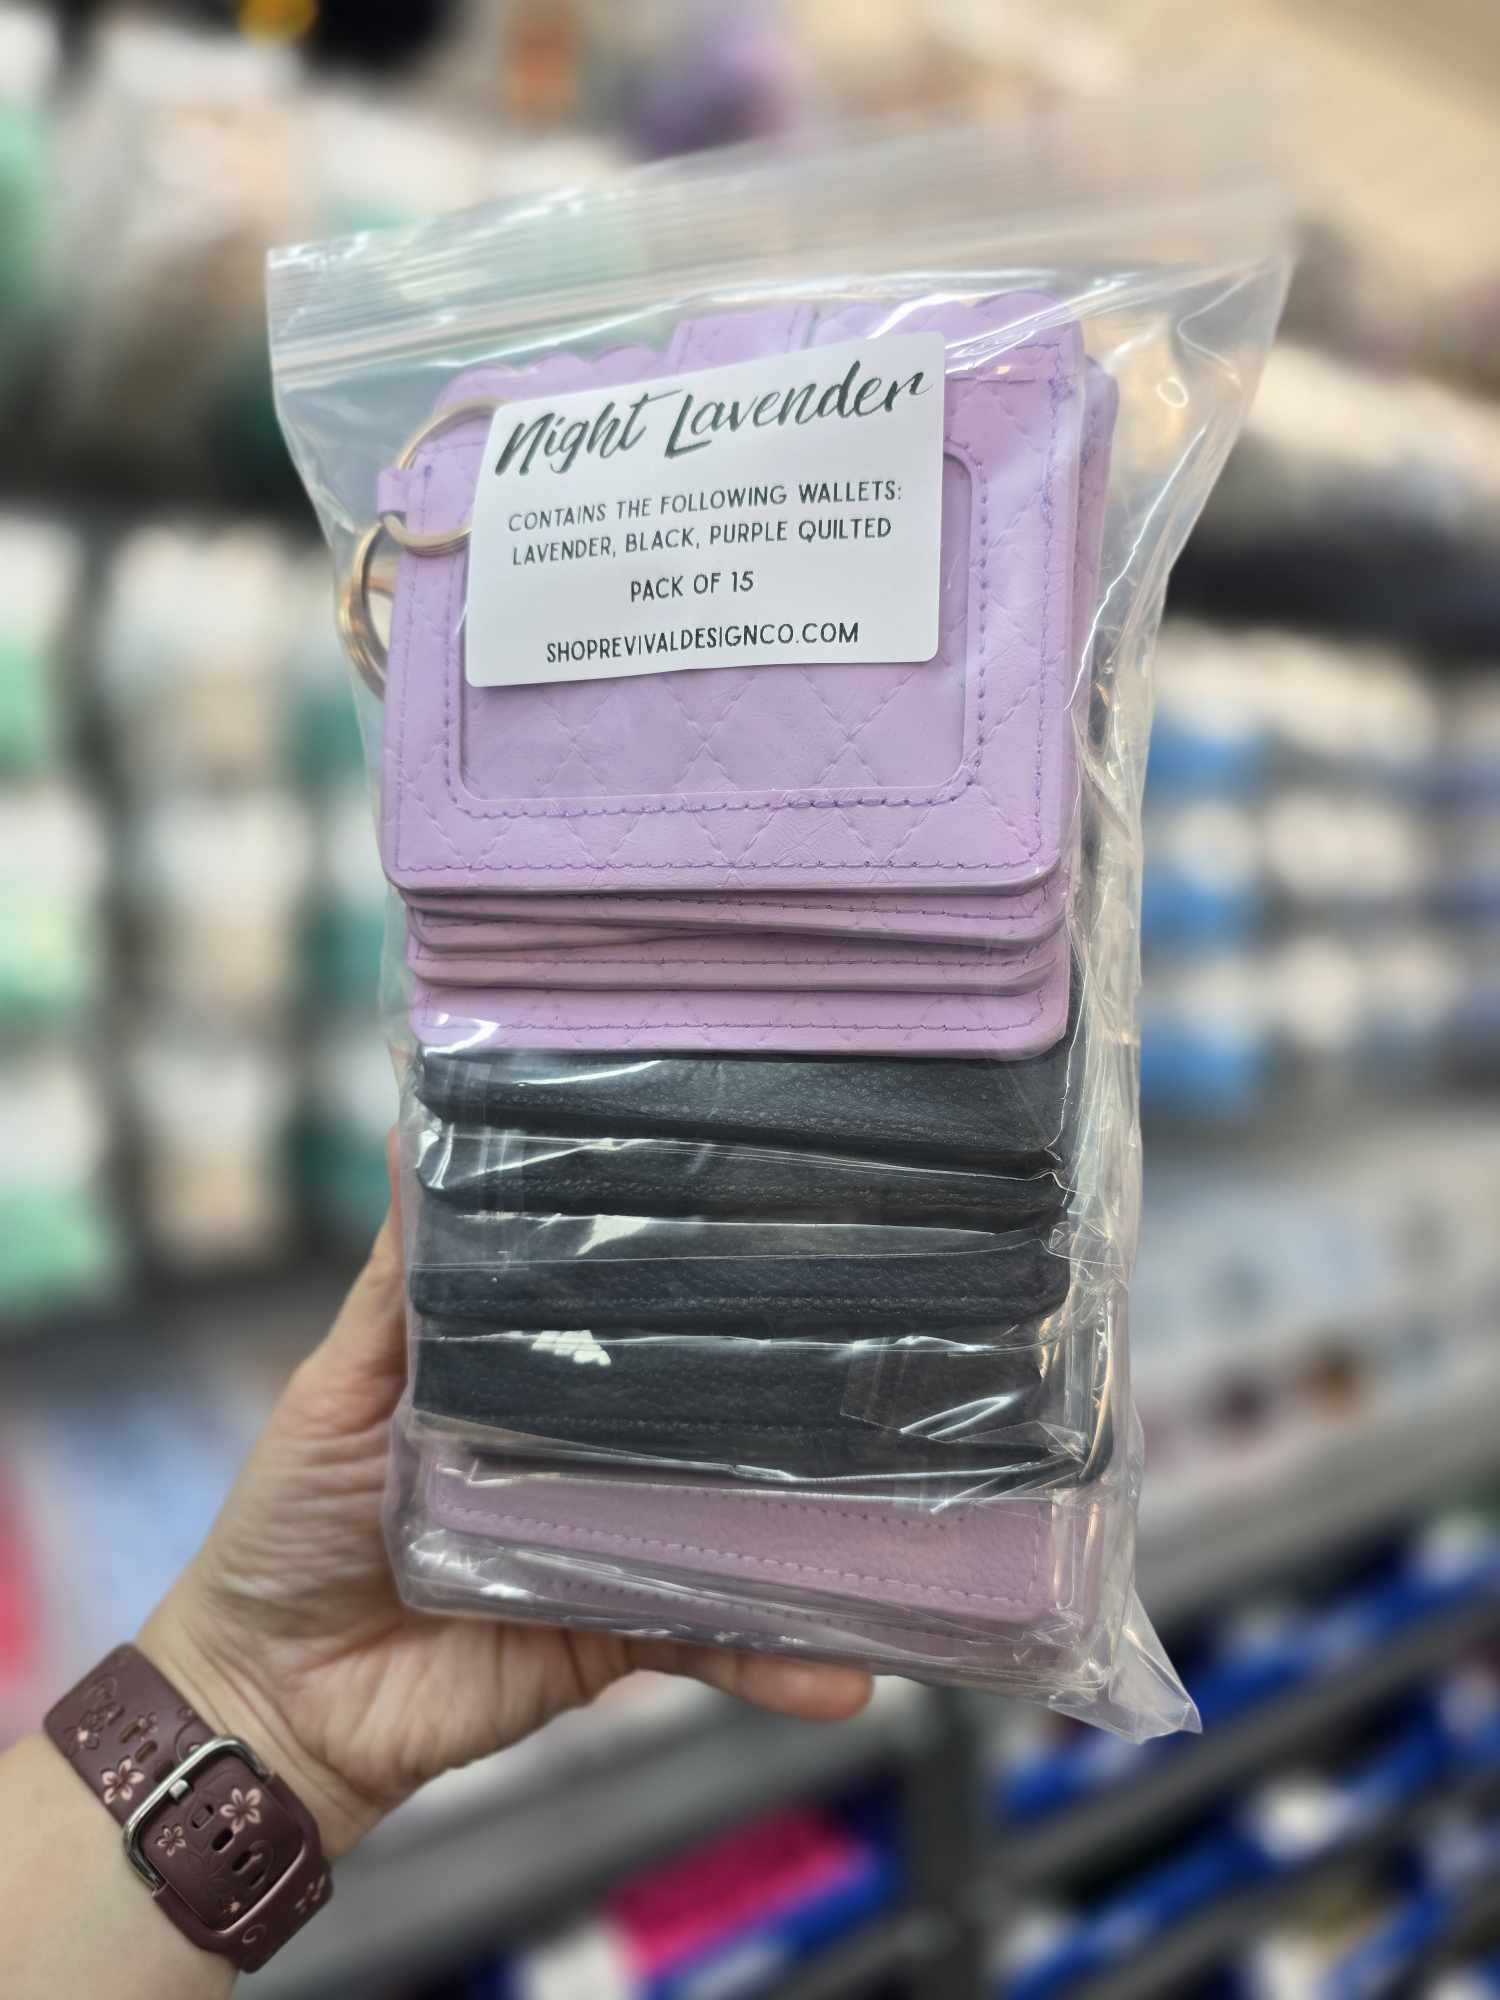 Night Lavender
CONTAINS THE FOLLOWING WALLETS:
LAVENDER, BLACK, PURPLE QUILTED
PACK OF 15
SHOPREVIVALDESIGNCO.COM